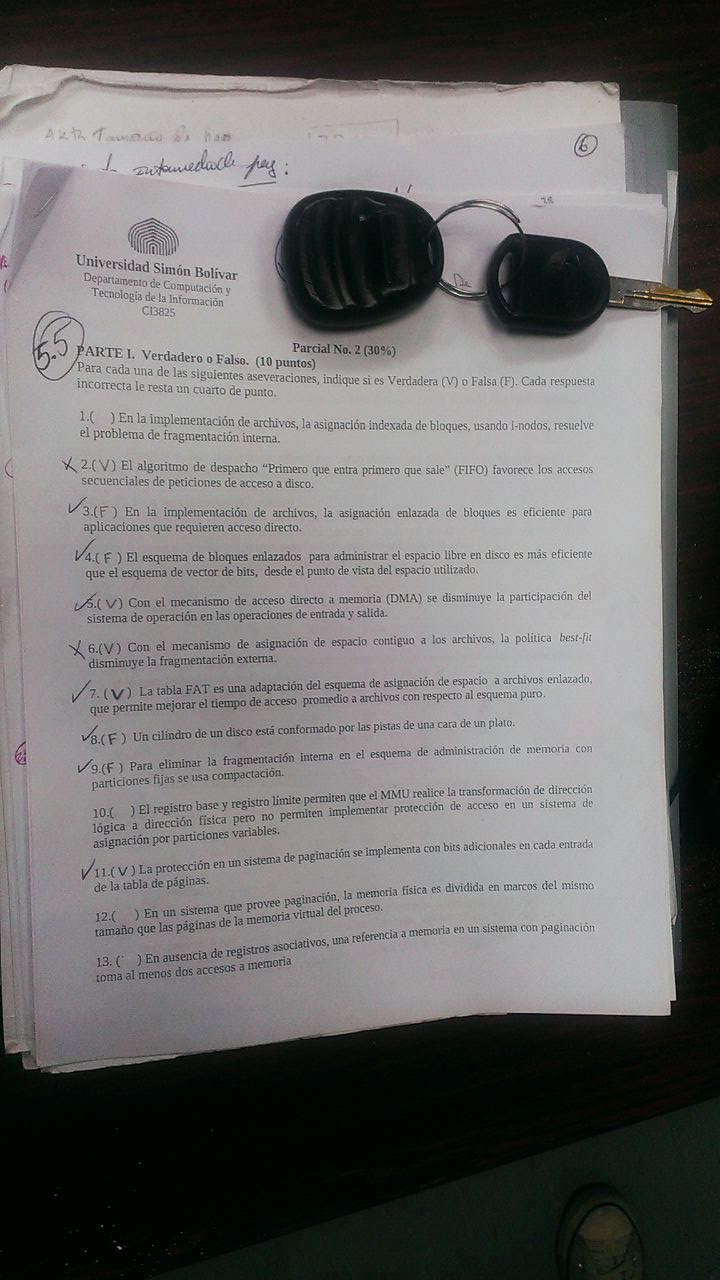 intermediate pag:
6
Universidad Simón Bolívar
Departamento de Computación y
Tecnología de la Información
CI3825
5.5
Parcial No. 2 (30%)
PARTE I. Verdadero o Falso. (10 puntos)
Para cada una de las siguientes aseveraciones, indique si es Verdadera (V) o Falsa (F). Cada respuesta
incorrecta le resta un cuarto de punto.
1.( ) En la implementación de archivos, la asignación indexada de bloques, usando i-nodos, resuelve
el problema de fragmentación interna.
2.(V) El algoritmo de despacho “Primero que entra primero que sale” (FIFO) favorece los accesos
secuenciales de peticiones de acceso a disco.
3.(F ) En la implementación de archivos, la asignación enlazada de bloques es eficiente para
aplicaciones que requieren acceso directo.
4.( F ) El esquema de bloques enlazados para administrar el espacio libre en disco es más eficiente
que el esquema de vector de bits, desde el punto de vista del espacio utilizado.
5.( V ) Con el mecanismo de acceso directo a memoria (DMA) se disminuye la participación del
sistema de operación en las operaciones de entrada y salida.
6.(V) Con el mecanismo de asignación de espacio contiguo a los archivos, la política best-fit
disminuye la fragmentación externa.
7. (V) La tabla FAT es una adaptación del esquema de asignación de espacio a archivos enlazado,
que permite mejorar el tiempo de acceso promedio a archivos con respecto al esquema puro.
8.(F ) Un cilindro de un disco está conformado por las pistas de una cara de un plato.
9.(F ) Para eliminar la fragmentación interna en el esquema de administración de memoria con
particiones fijas se usa compactación.
10.( ) El registro base y registro límite permiten que el MMU realice la transformación de dirección
lógica a dirección física pero no permiten implementar protección de acceso en un sistema de
asignación por particiones variables.
11.( V ) La protección en un sistema de paginación se implementa con bits adicionales en cada entrada
de la tabla de páginas.
12.( ) En un sistema que provee paginación, la memoria física es dividida en marcos del mismo
tamaño que las páginas de la memoria virtual del proceso.
13. ( ) En ausencia de registros asociativos, una referencia a memoria en un sistema con paginación
toma al menos dos accesos a memoria